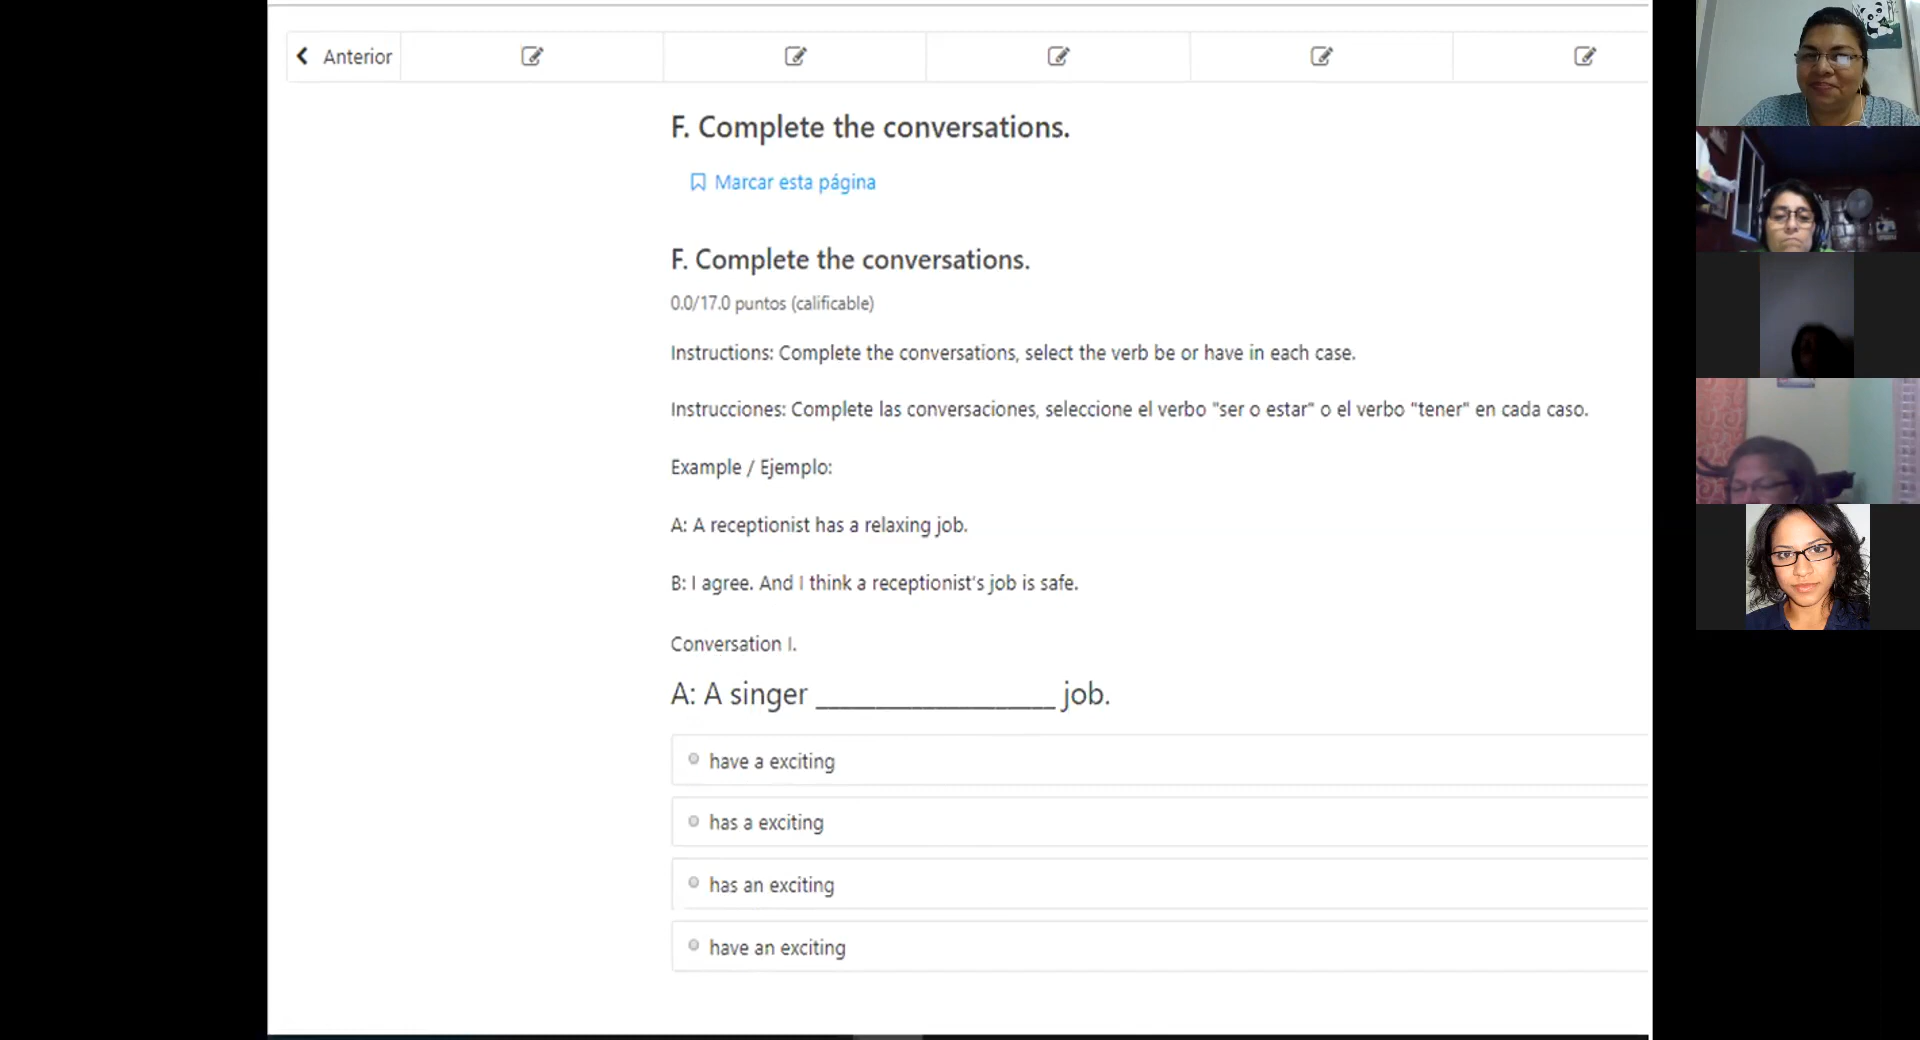 Anterior
F. Complete the conversations.
Marcar esta página
F. Complete the conversations.
0.0/17.0 puntos (calificable)
Instructions: Complete the conversations, select the verb be or have in each case.
Instrucciones: Complete las conversaciones, seleccione el verbo "ser o estar" o el verbo "tener" en cada caso.
Example / Ejemplo:
A: A receptionist has a relaxing job.
B: I agree. And I think a receptionist's job is safe.
Conversation I.
A: A singer __________________ job.
have a exciting
has a exciting
has an exciting
have an exciting